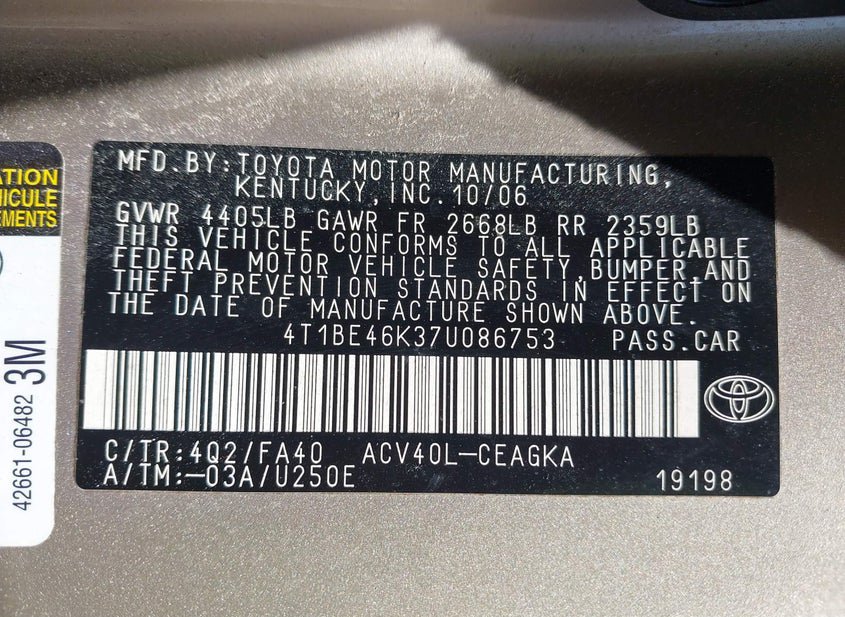 ATION
VEHICULE
EMENTS
3M
42661-06482
MFD.BY:TOYOTA MOTOR MANUFACTURING,
KENTUCKY,INC.10/06
GVWR 4405LB GAWR FR 2668LB RR 2359LB
THIS VEHICLE CONFORMS TO ALL APPLICABLE
FEDERAL MOTOR VEHICLE SAFETY,BUMPER,AND
THEFT PREVENTION STANDARDS IN EFFECT ON
THE DATE OF MANUFACTURE SHOWN ABOVE.
4T1BE46K37U086753 PASS.CAR
C/TR:4Q2/FA40 ACV40L-CEAGKA
A/TM:-03A/U250E 19198